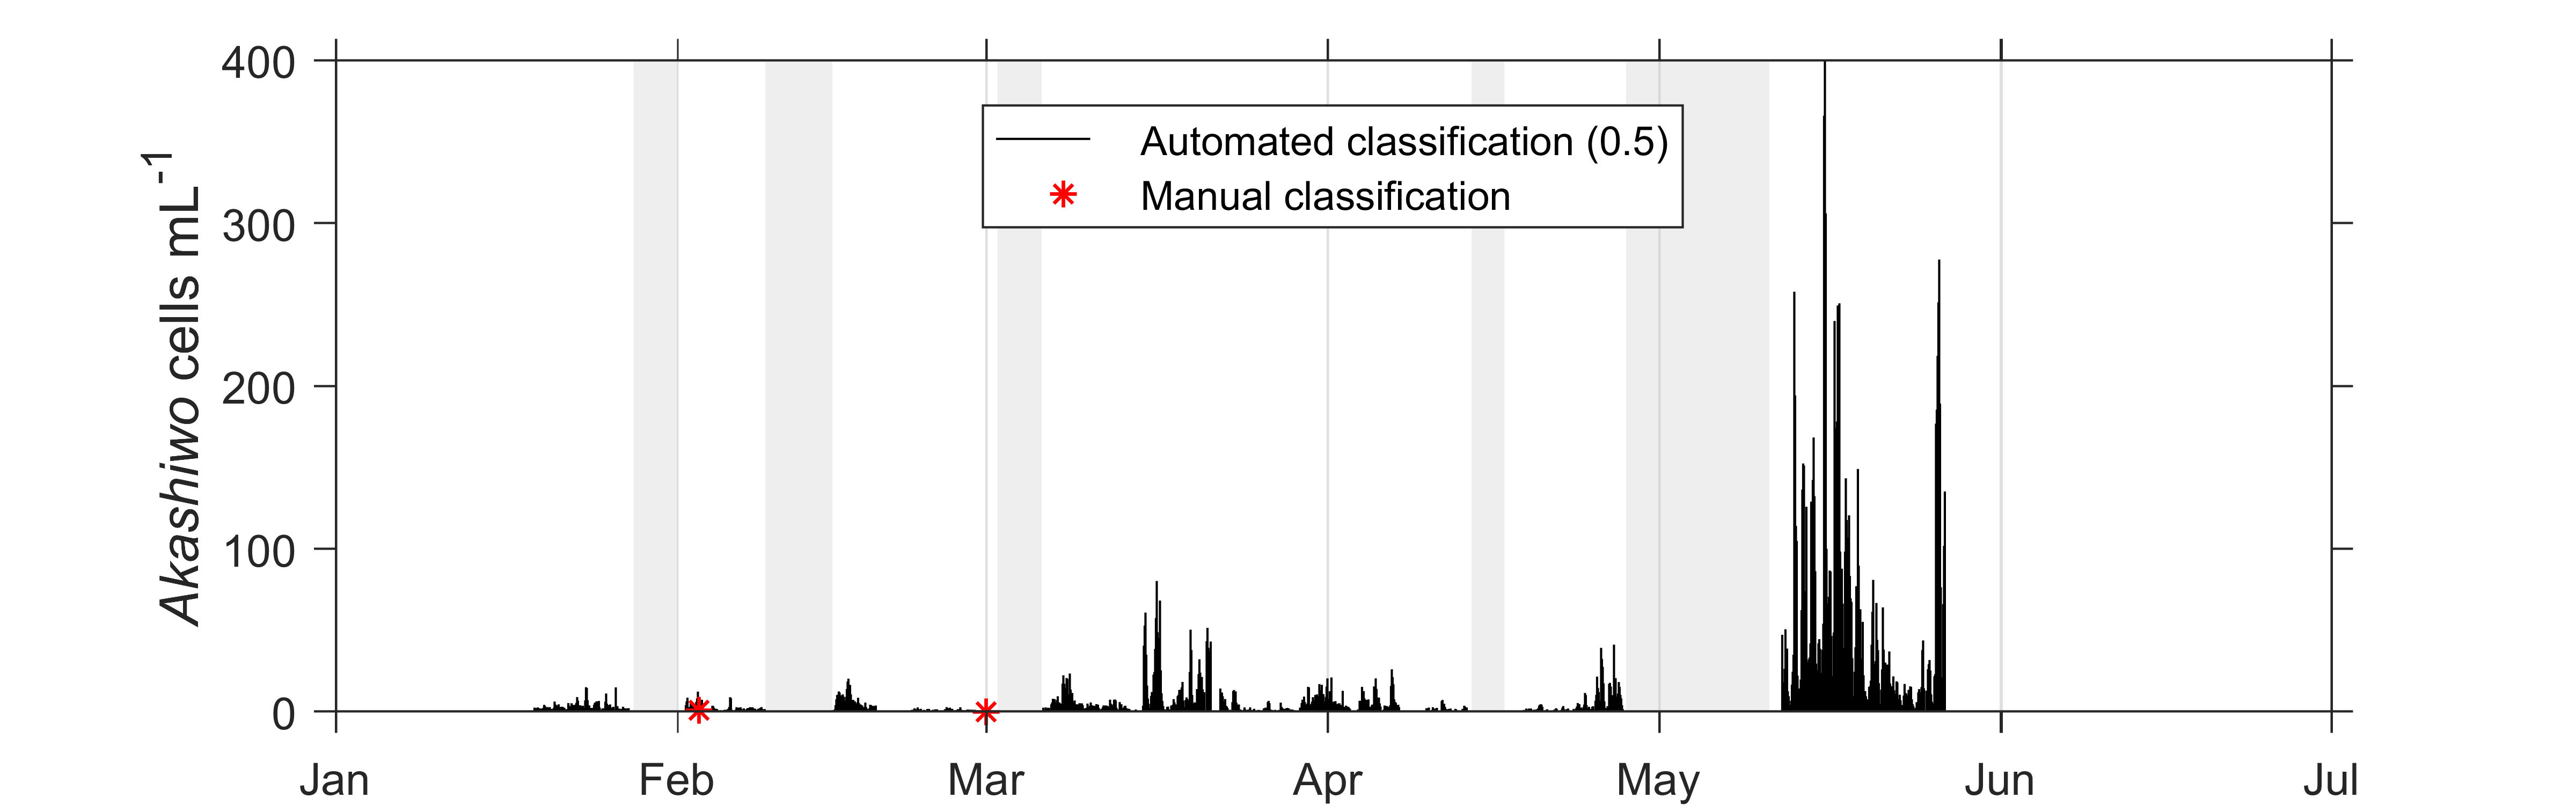 400
300
200
100
0
Akashiwo cells mL-1
Automated classification (0.5)
Manual classification
Jan Feb Mar Apr May Jun Jul